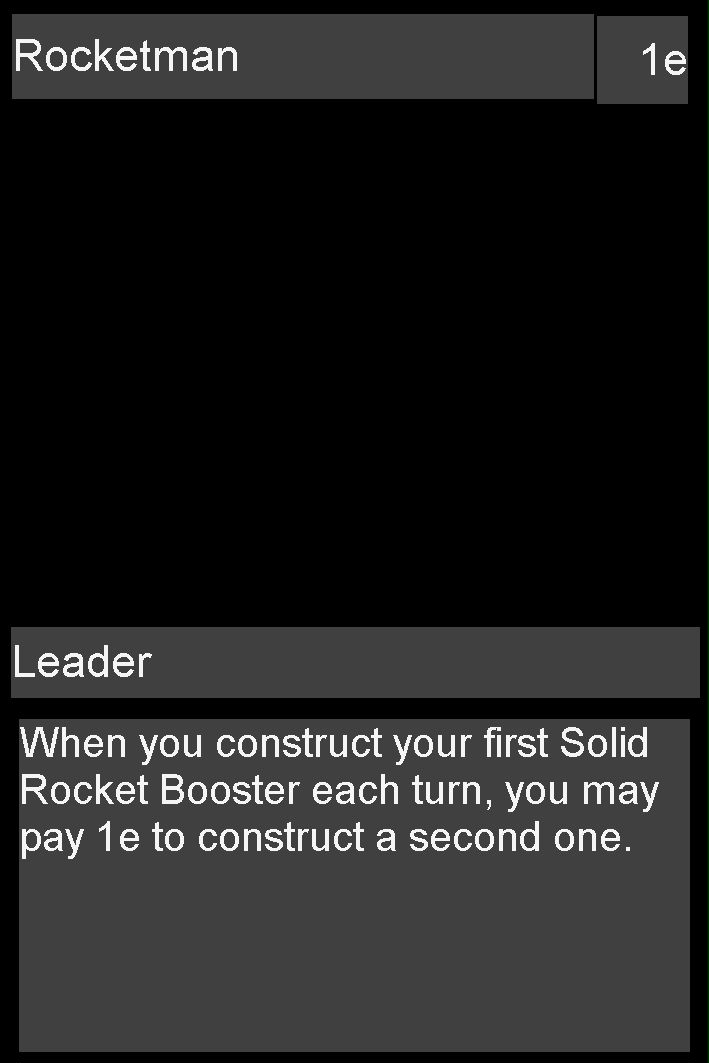 Rocketman
1e
Leader
When you construct your first Solid
Rocket Booster each turn, you may
pay 1e to construct a second one.